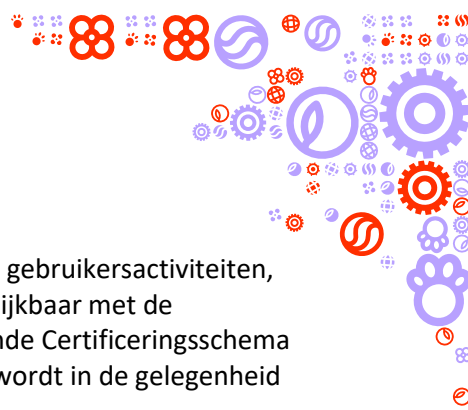 gebruikersactiviteiten,
ijkbaar met de
nde Certificeringsschema
wordt in de gelegenheid